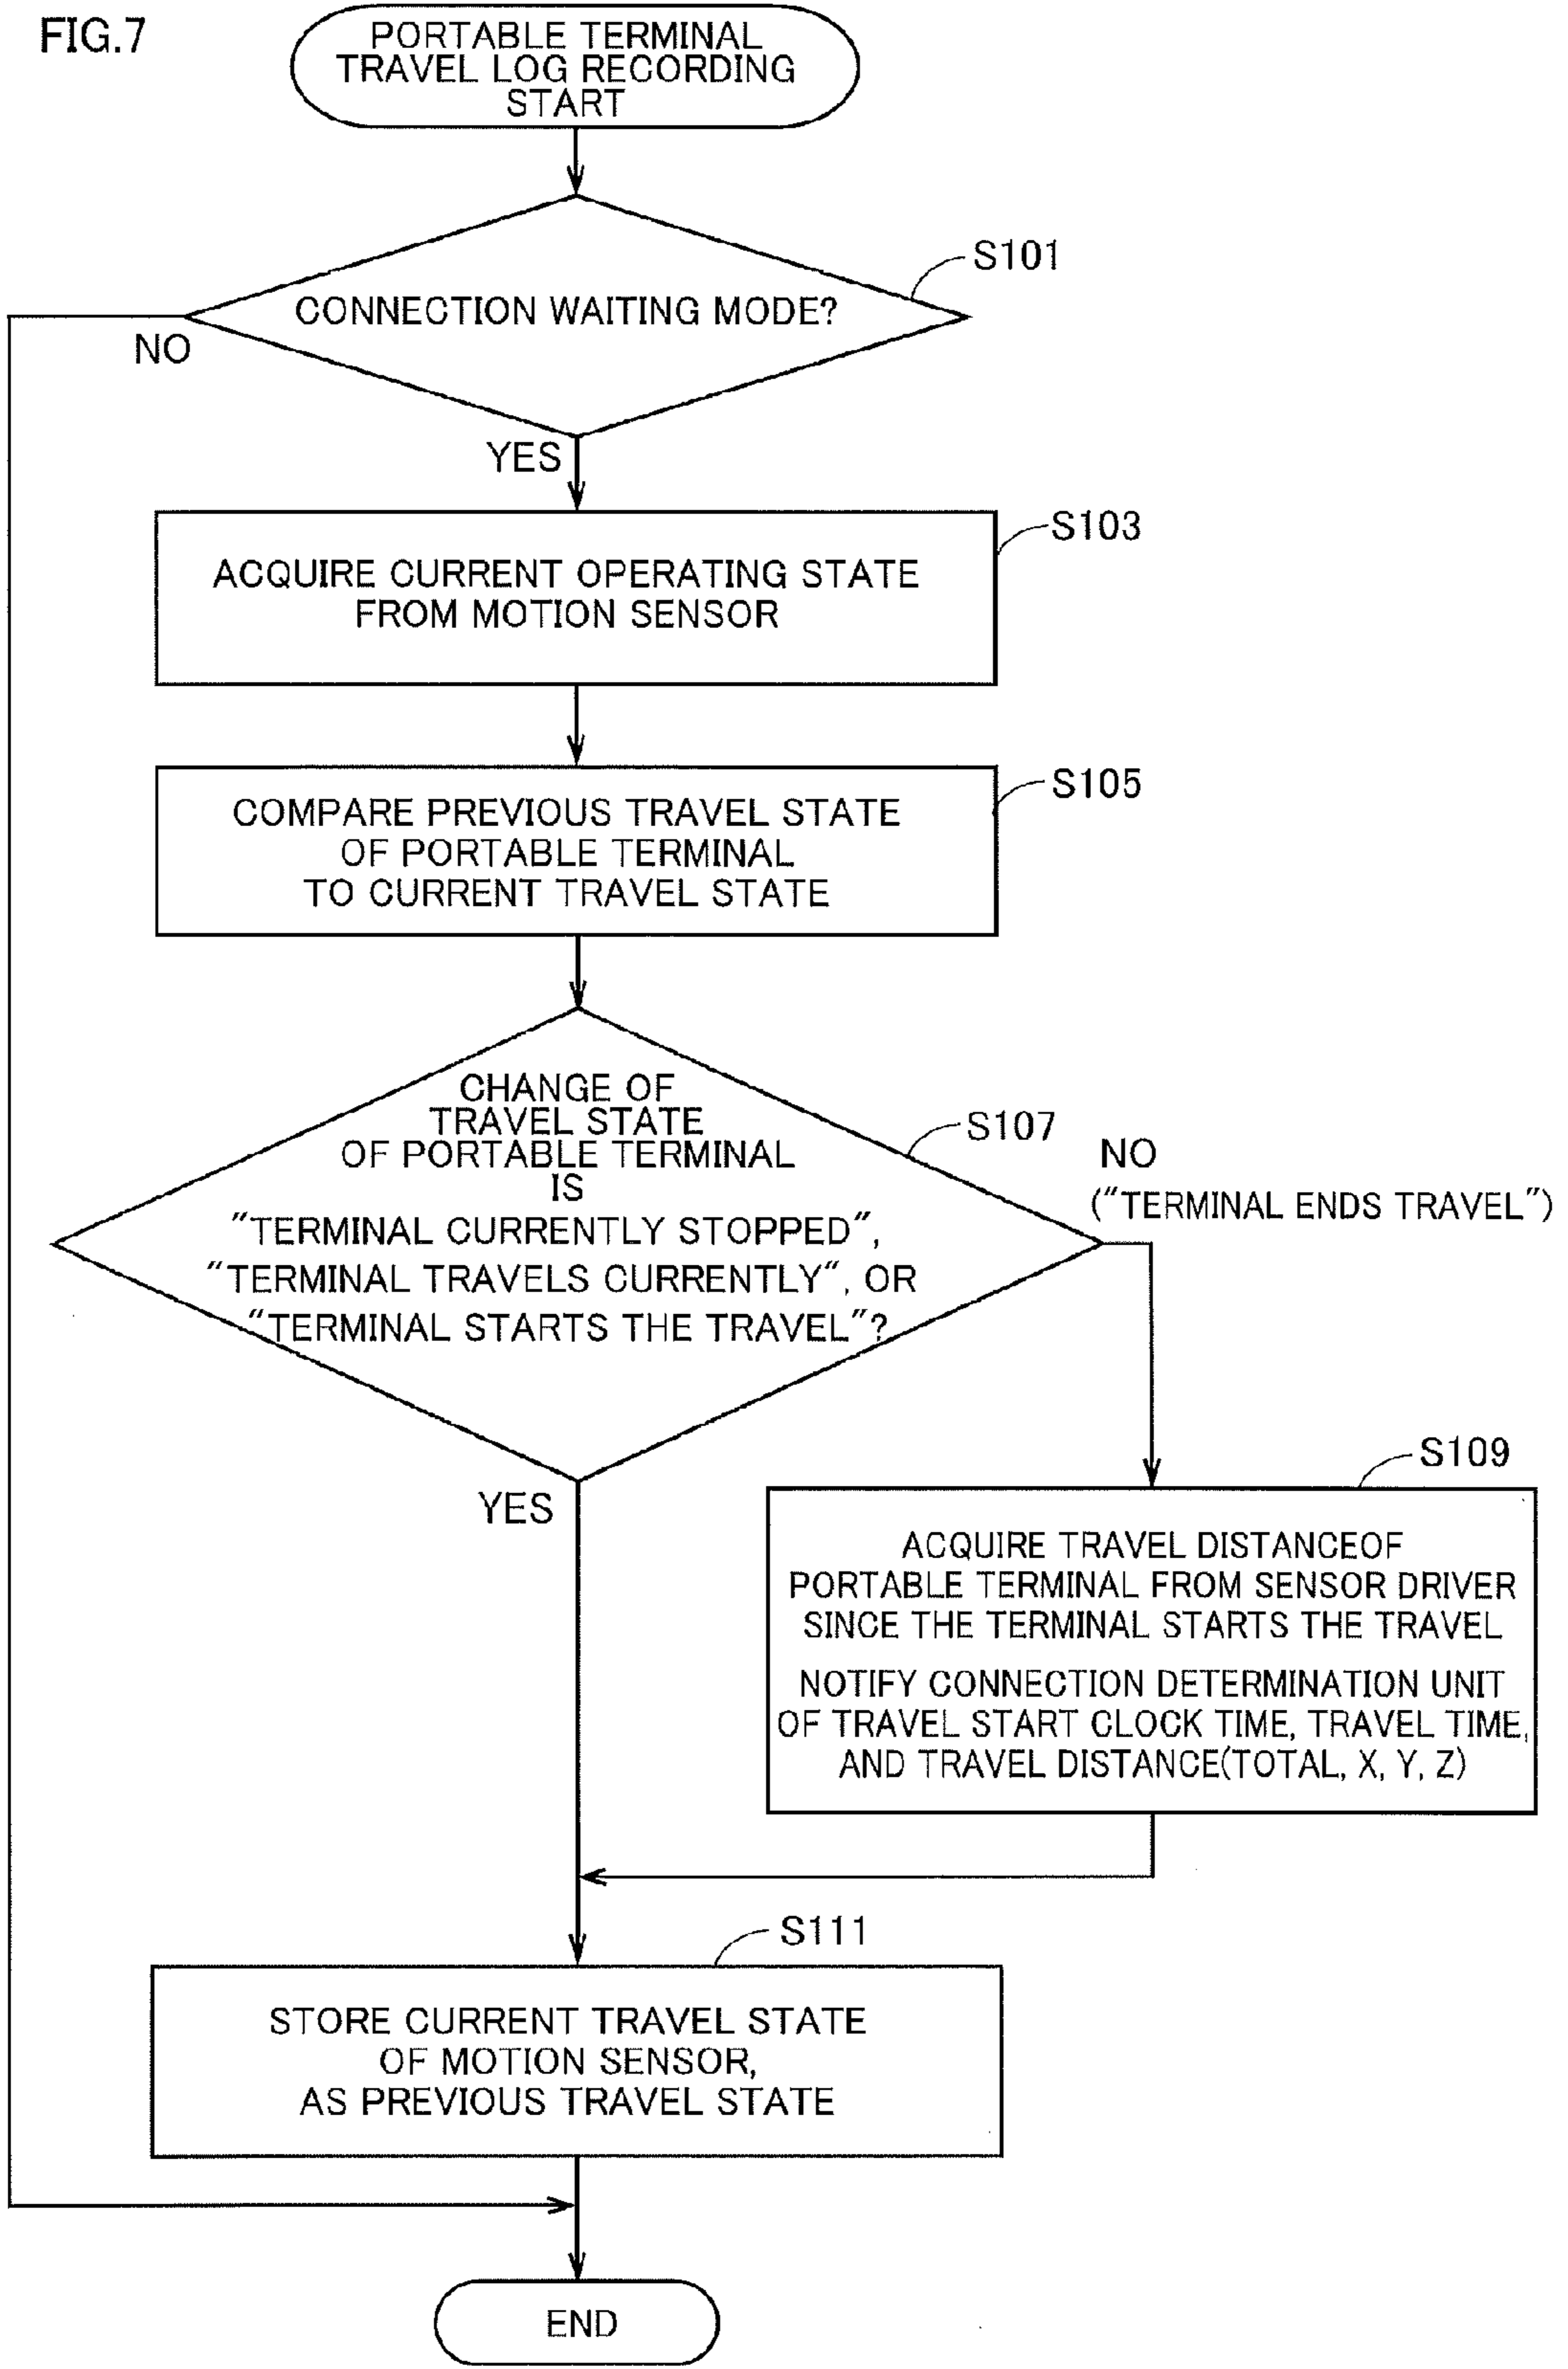 FIG.7
PORTABLE TERMINAL
TRAVEL LOG RECORDING
START
S101
CONNECTION WAITING MODE?
NO
YES
S103
ACQUIRE CURRENT OPERATING STATE
FROM MOTION SENSOR
S105
COMPARE PREVIOUS TRAVEL STATE
OF PORTABLE TERMINAL
TO CURRENT TRAVEL STATE
CHANGE OF
TRAVEL STATE
OF PORTABLE TERMINAL
IS
"TERMINAL CURRENTLY STOPPED",
"TERMINAL TRAVELS CURRENTLY", OR
"TERMINAL STARTS THE TRAVEL"?
S107
NO
("TERMINAL ENDS TRAVEL")
YES
S109
ACQUIRE TRAVEL DISTANCEOF
PORTABLE TERMINAL FROM SENSOR DRIVER
SINCE THE TERMINAL STARTS THE TRAVEL
NOTIFY CONNECTION DETERMINATION UNIT
OF TRAVEL START CLOCK TIME, TRAVEL TIME,
AND TRAVEL DISTANCE(TOTAL, X, Y, Z)
S111
STORE CURRENT TRAVEL STATE
OF MOTION SENSOR,
AS PREVIOUS TRAVEL STATE
END